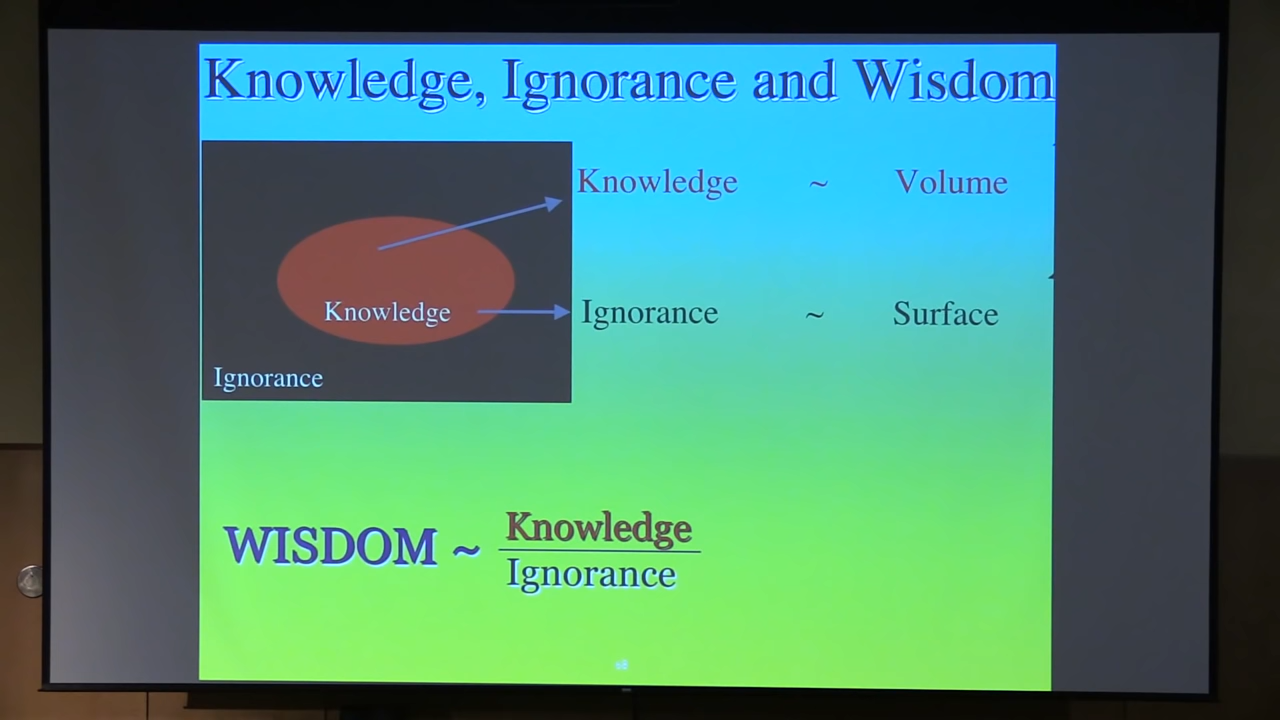 Knowledge, Ignorance and Wisdom
Knowledge ~ Volume
Knowledge
Ignorance ~ Surface
Ignorance
WISDOM ~ Knowledge
Ignorance